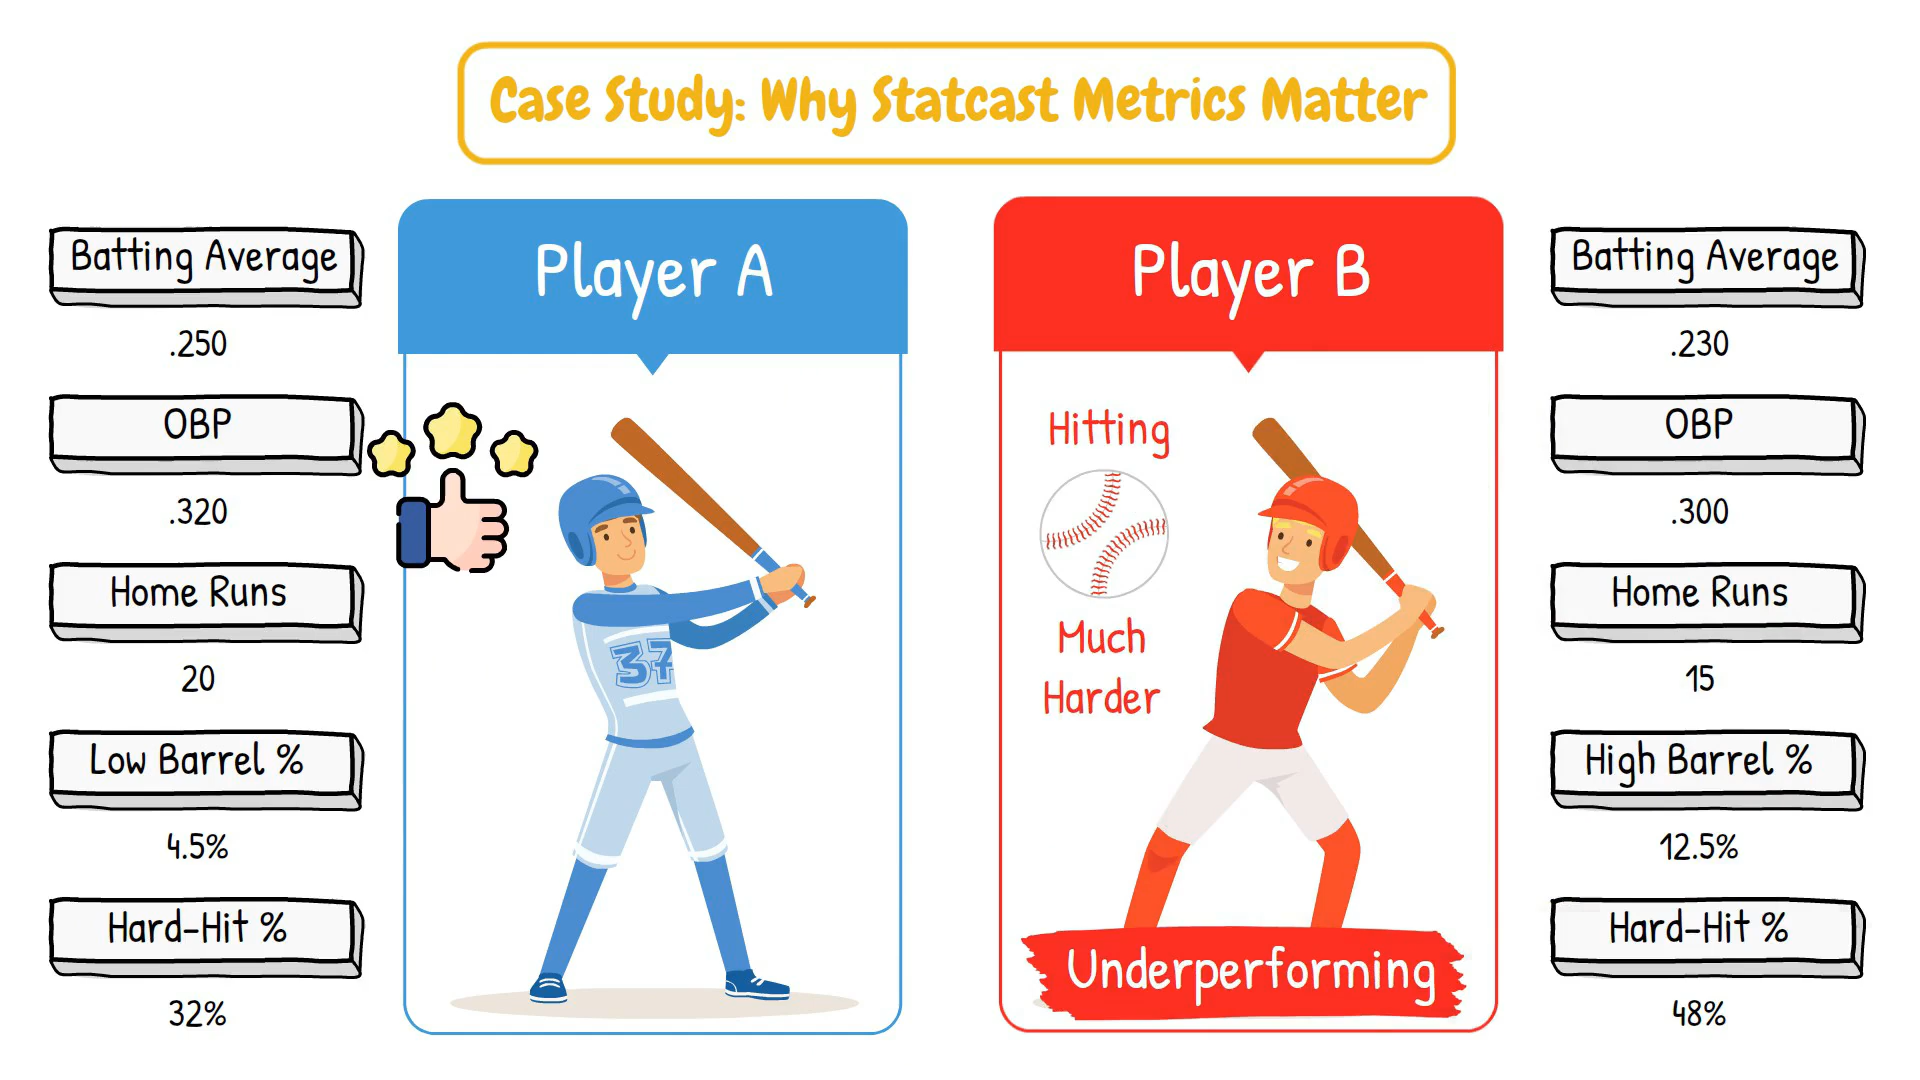 Case Study: Why Statcast Metrics Matter
Player A
Player B
Batting Average
.250
OBP
.320
Home Runs
20
Low Barrel %
4.5%
Hard-Hit %
32%
37
Hitting
Much
Harder
Underperforming
Batting Average
.230
OBP
.300
Home Runs
15
High Barrel %
12.5%
Hard-Hit %
48%